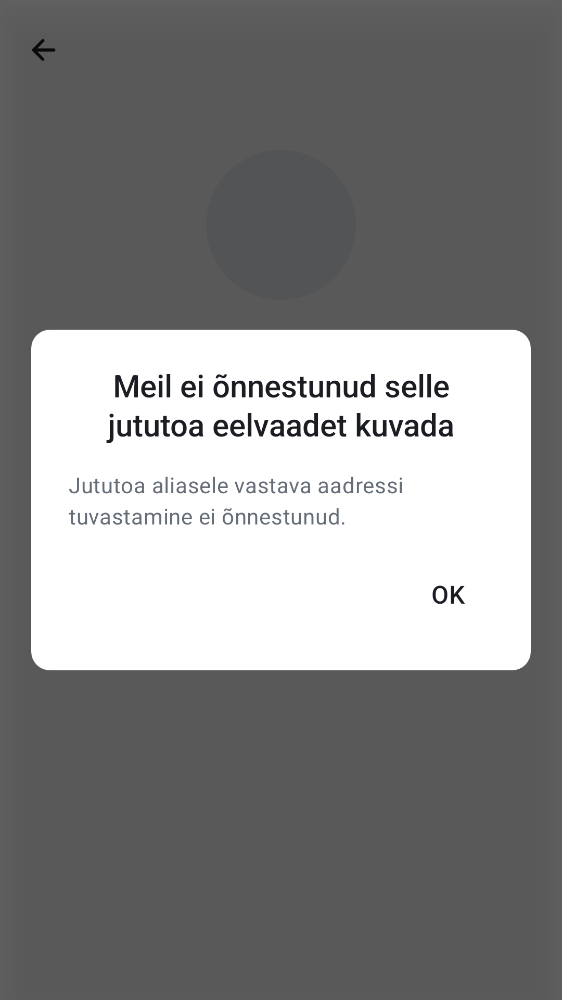 Meil ei õnnestunud selle
jututoa eelvaadet kuvada
Jututoa aliasele vastava aadressi
tuvastamine ei õnnestunud.
OK